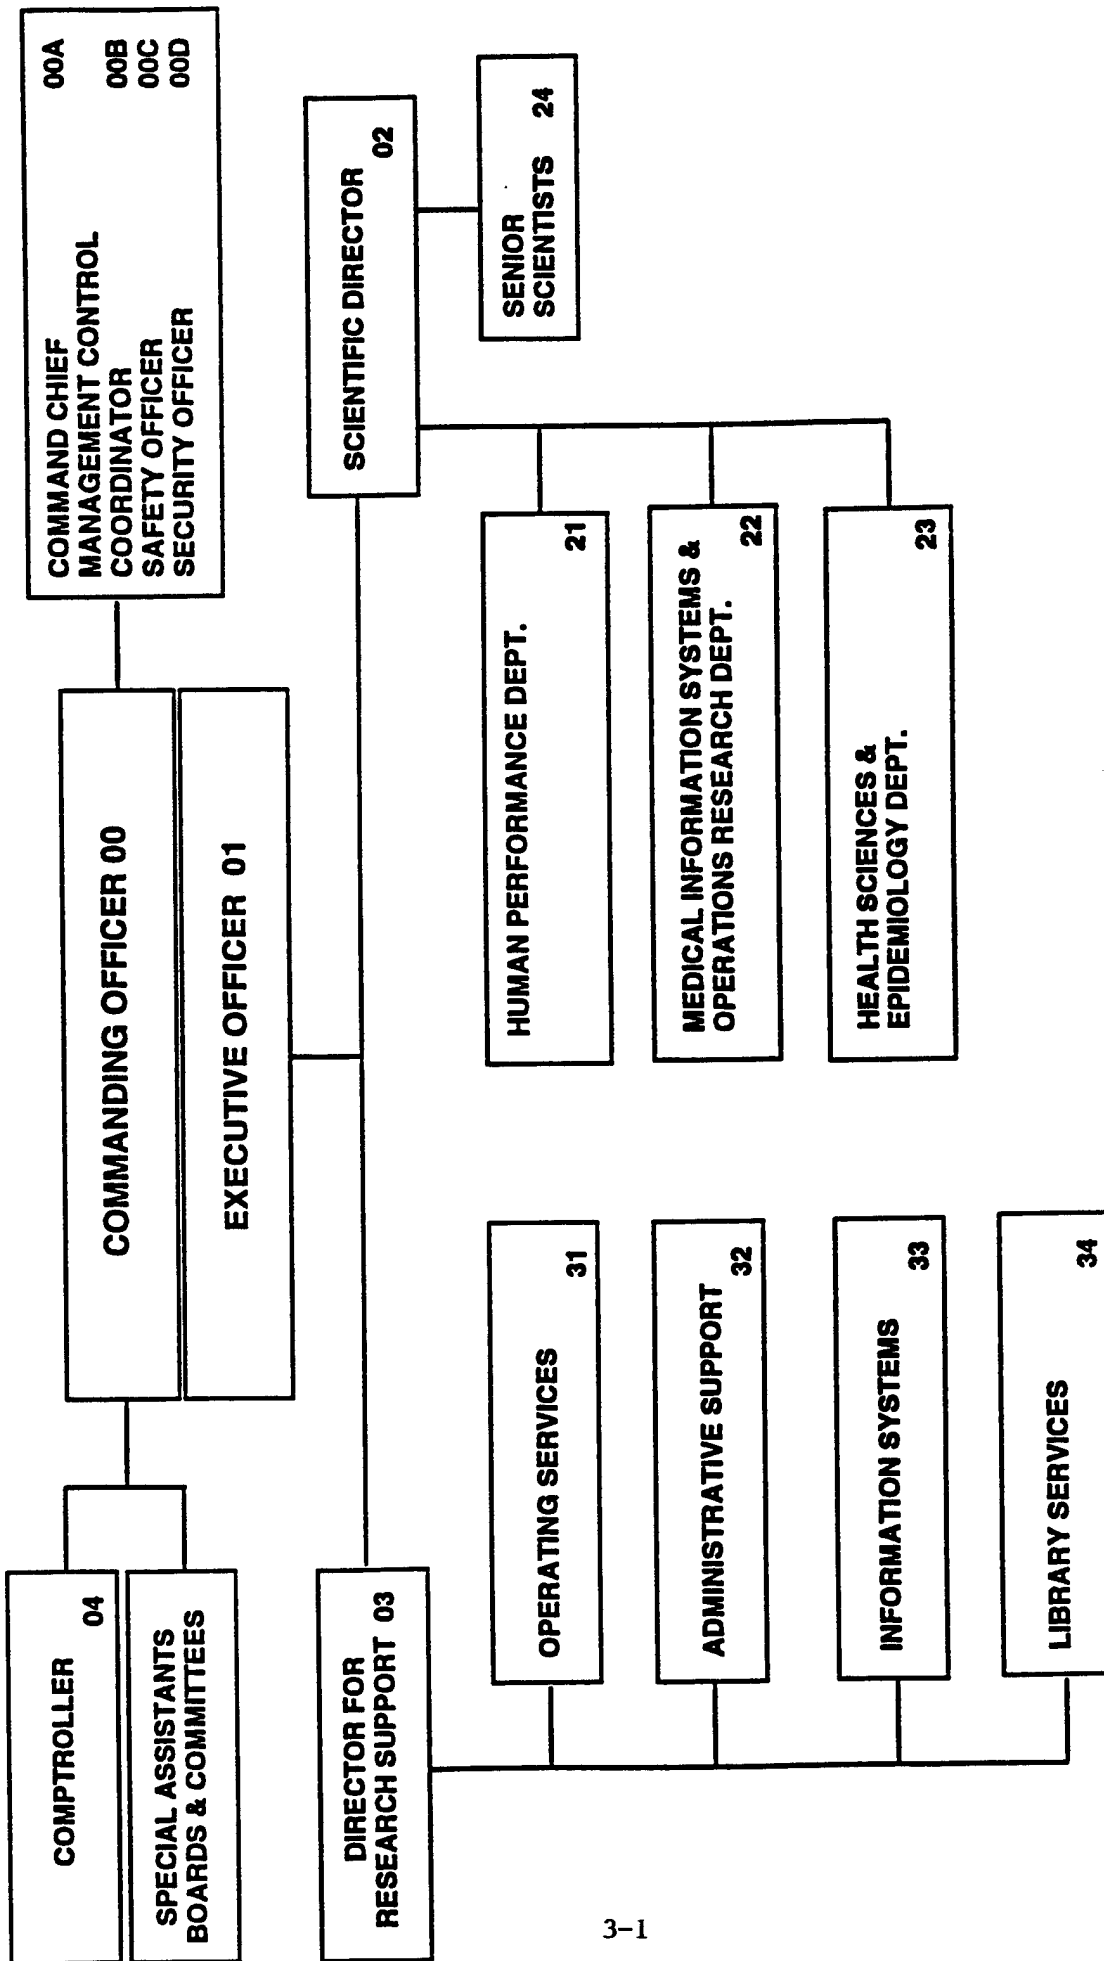 COMPTROLLER
04
SPECIAL ASSISTANTS
BOARDS & COMMITTEES
COMMANDING OFFICER 00
EXECUTIVE OFFICER 01
COMMAND CHIEF 00A
MANAGEMENT CONTROL
COORDINATOR 00B
SAFETY OFFICER 00C
SECURITY OFFICER 00D
DIRECTOR FOR
RESEARCH SUPPORT 03
SCIENTIFIC DIRECTOR
02
SENIOR
SCIENTISTS 24
OPERATING SERVICES
31
ADMINISTRATIVE SUPPORT
32
INFORMATION SYSTEMS
33
LIBRARY SERVICES
34
HUMAN PERFORMANCE DEPT.
21
MEDICAL INFORMATION SYSTEMS &
OPERATIONS RESEARCH DEPT.
22
HEALTH SCIENCES &
EPIDEMIOLOGY DEPT.
23
3-1